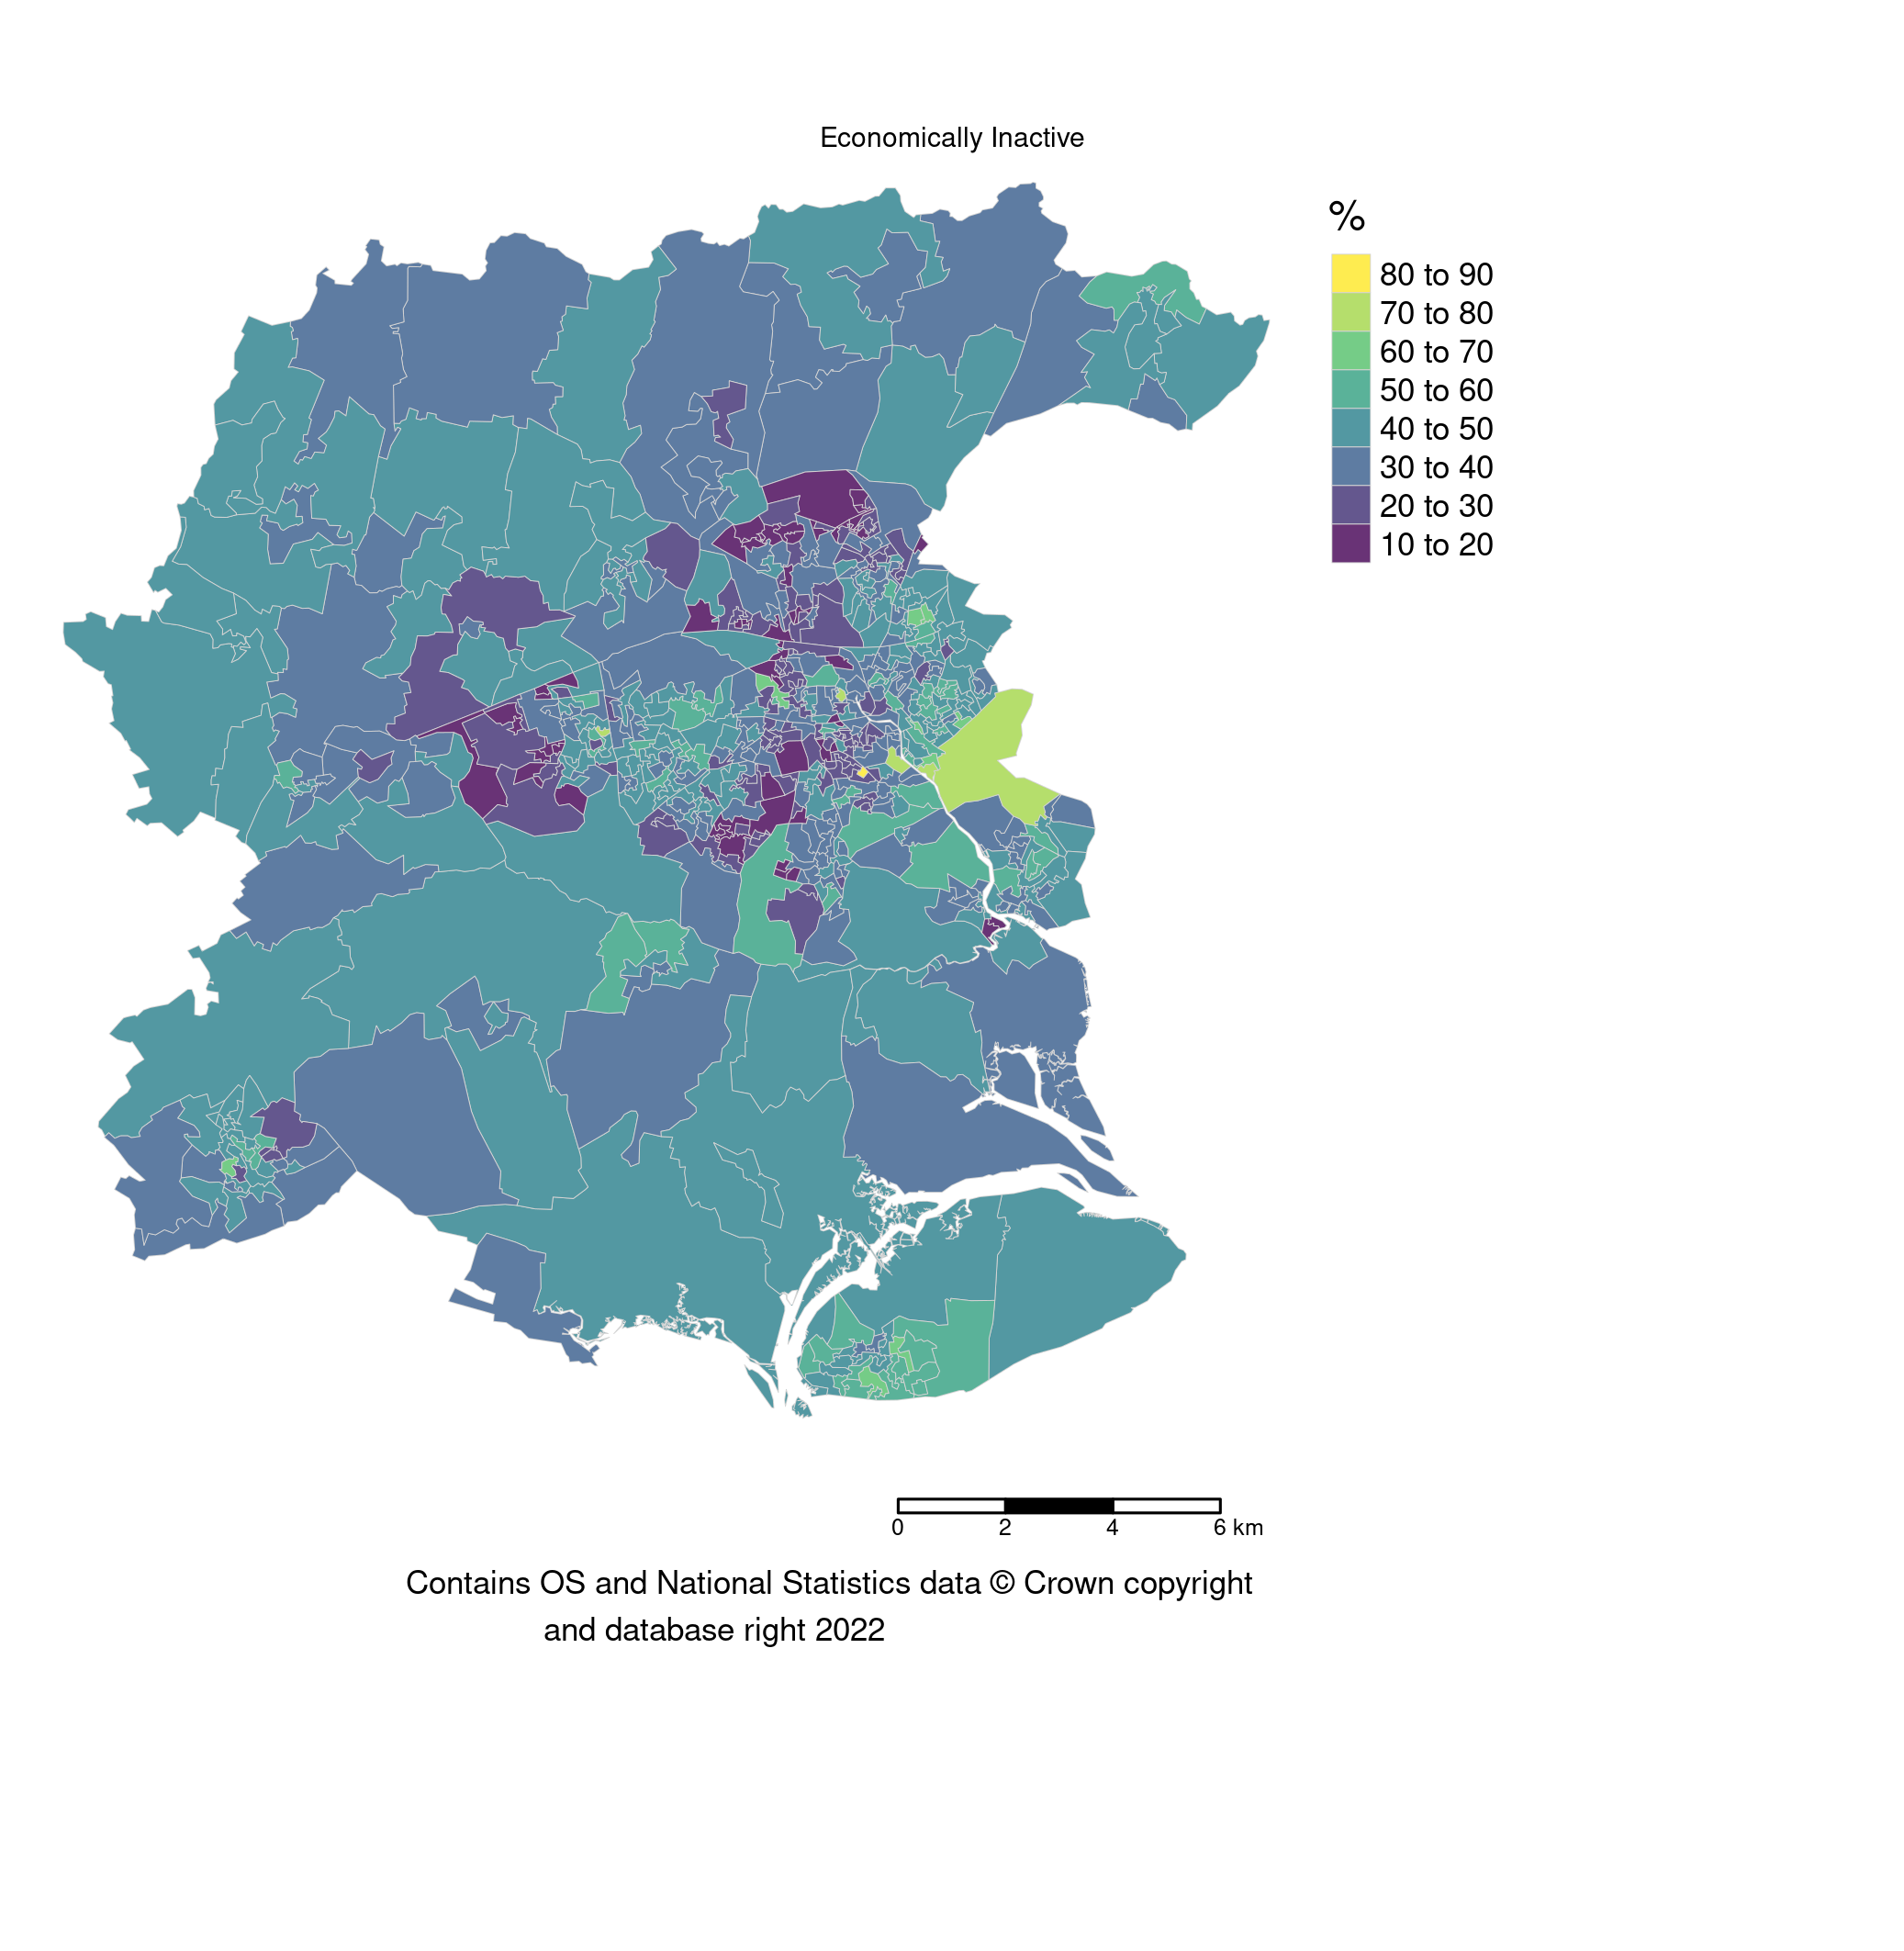 Economically Inactive
%
80 to 90
70 to 80
60 to 70
50 to 60
40 to 50
30 to 40
20 to 30
10 to 20
0 2 4 6 km
Contains OS and National Statistics data © Crown copyright
and database right 2022